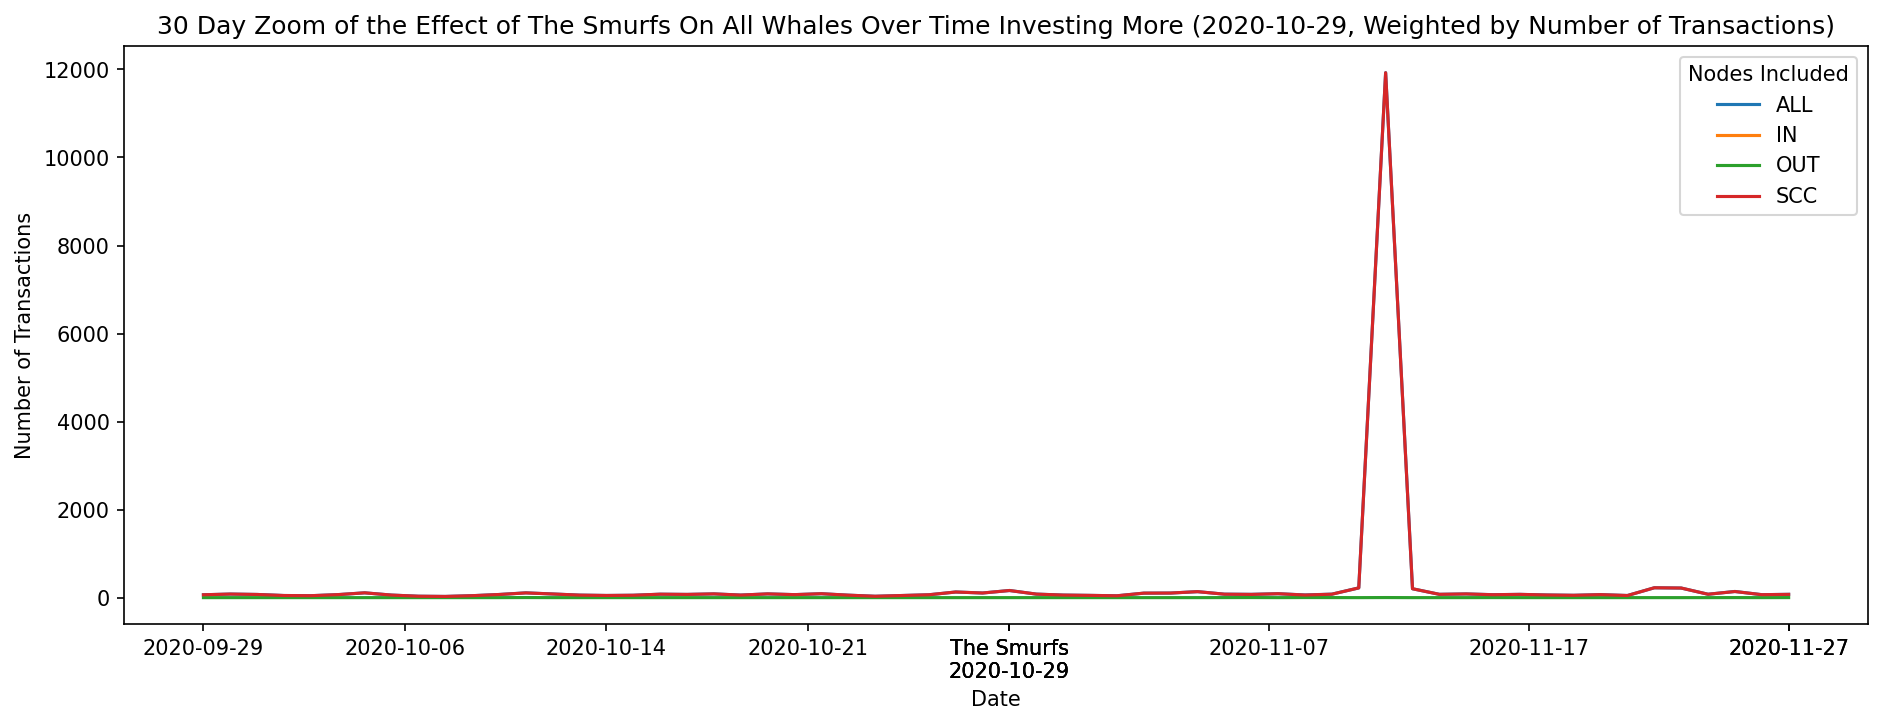 30 Day Zoom of the Effect of The Smurfs On All Whales Over Time Investing More (2020-10-29, Weighted by Number of Transactions)
12000
10000
8000
6000
4000
2000
0
Number of Transactions
Nodes Included
ALL
IN
OUT
SCC
2020-09-29
2020-10-06
2020-10-14
2020-10-21
The Smurfs
2020-10-29
2020-11-07
2020-11-17
2020-11-27
Date